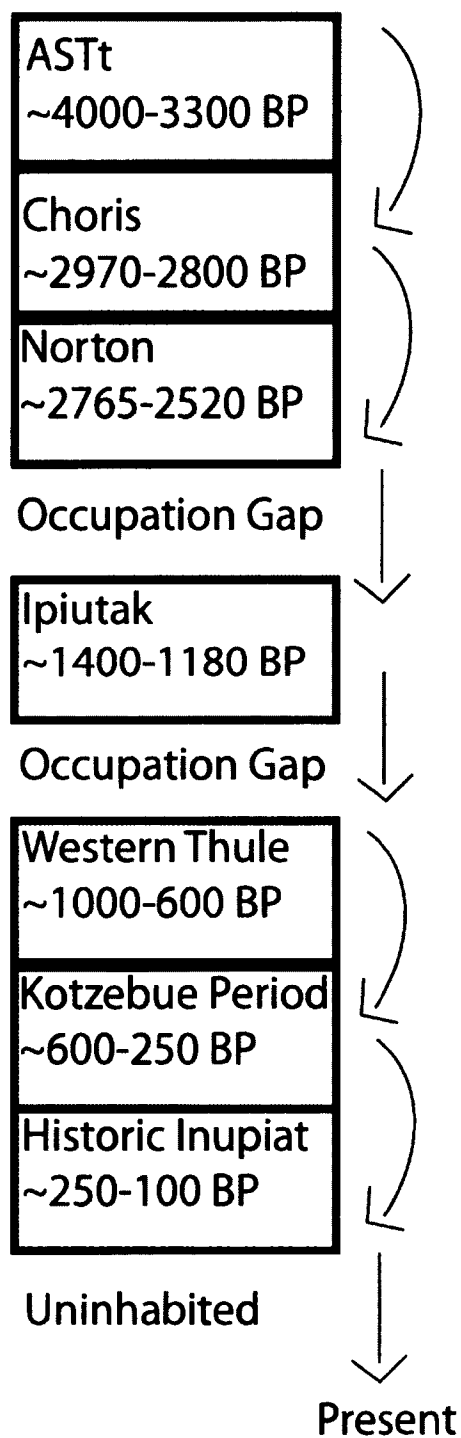 ASTt
~4000-3300 BP
Choris
~2970-2800 BP
Norton
~2765-2520 BP
Occupation Gap
Ipiutak
~1400-1180 BP
Occupation Gap
Western Thule
~1000-600 BP
Kotzebue Period
~600-250 BP
Historic Inupiat
~250-100 BP
Uninhabited
Present